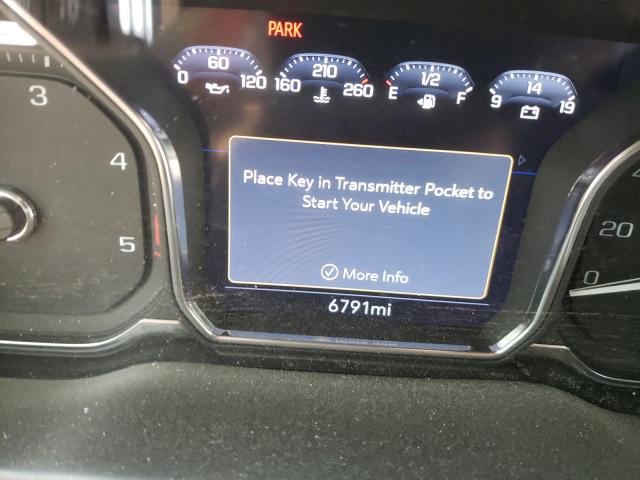 PARK
60
0 120
210
160 260
1/2
E F
14
9 19
3
4
5
Place Key in Transmitter Pocket to
Start Your Vehicle
More Info
6791mi
20
0